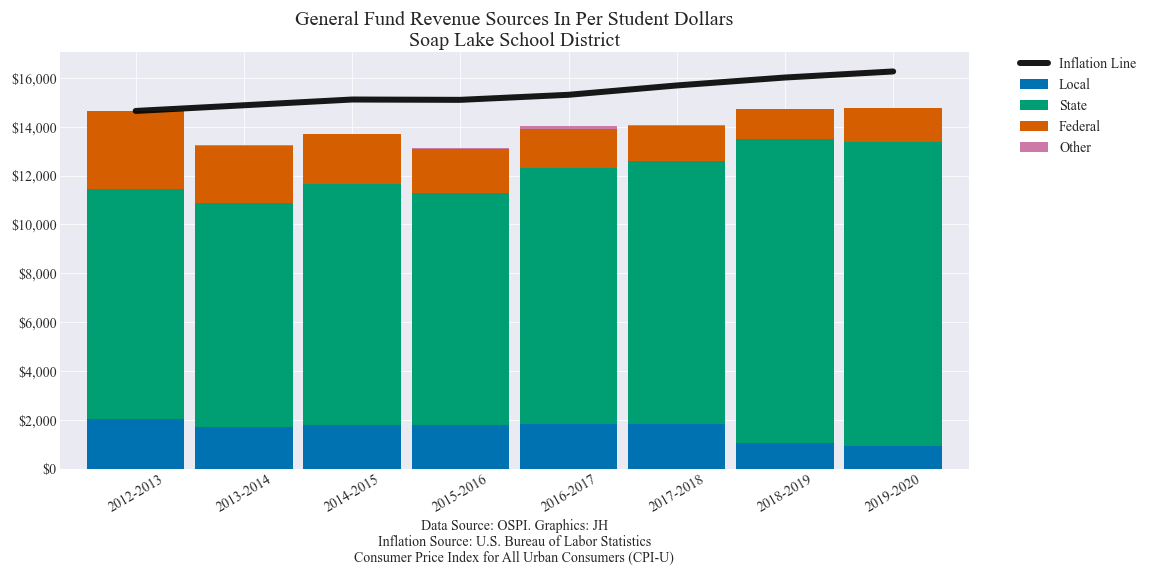 General Fund Revenue Sources In Per Student Dollars
Soap Lake School District
$16,000
$14,000
$12,000
$10,000
$8,000
$6,000
$4,000
$2,000
$0
2012-2013
2013-2014
2014-2015
2015-2016
2016-2017
2017-2018
2018-2019
2019-2020
Inflation Line
Local
State
Federal
Other
Data Source: OSPI. Graphics: JH
Inflation Source: U.S. Bureau of Labor Statistics
Consumer Price Index for All Urban Consumers (CPI-U)